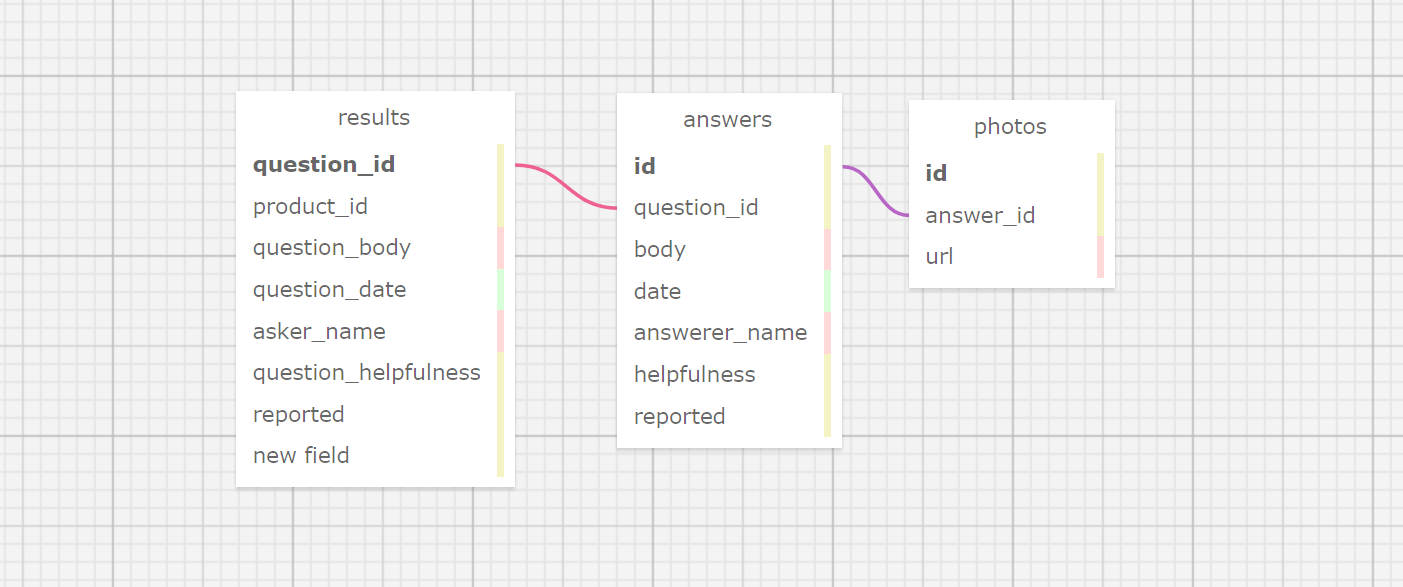 results
question_id
product_id
question_body
question_date
asker_name
question_helpfulness
reported
new field
answers
id
question_id
body
date
answerer_name
helpfulness
reported
photos
id
answer_id
url